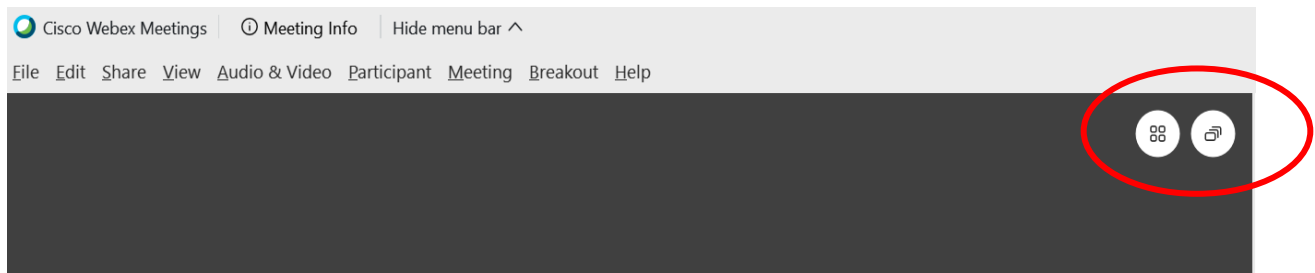 Cisco Webex Meetings Meeting Info Hide menu bar
File Edit Share View Audio & Video Participant Meeting Breakout Help